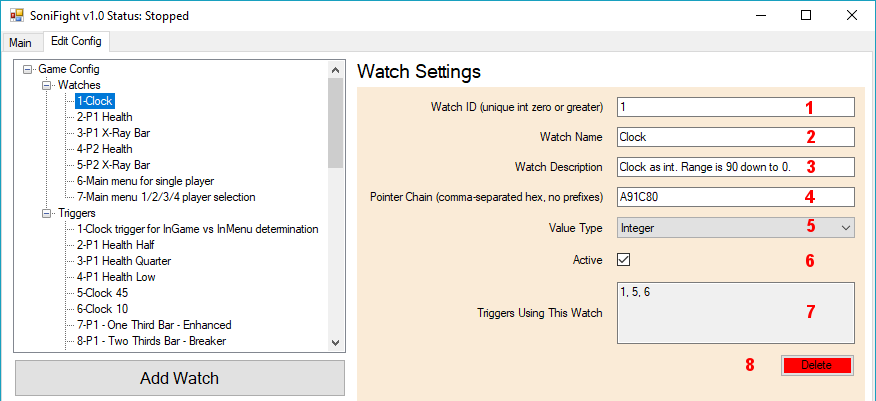 SoniFight v1.0 Status: Stopped
Main
Edit Config
Game Config
Watches
1-Clock
2-P1 Health
3-P1 X-Ray Bar
4-P2 Health
5-P2 X-Ray Bar
6-Main menu for single player
7-Main menu 1/2/3/4 player selection
Triggers
1-Clock trigger for InGame vs InMenu determination
2-P1 Health Half
3-P1 Health Quarter
4-P1 Health Low
5-Clock 45
6-Clock 10
7-P1 - One Third Bar - Enhanced
8-P1 - Two Thirds Bar - Breaker
Add Watch
Watch Settings
Watch ID (unique int zero or greater) 1 1
Watch Name Clock 2
Watch Description Clock as int. Range is 90 down to 0. 3
Pointer Chain (comma-separated hex, no prefixes) A91C80 4
Value Type Integer 5
Active 6
Triggers Using This Watch 1, 5, 6 7
8 Delete